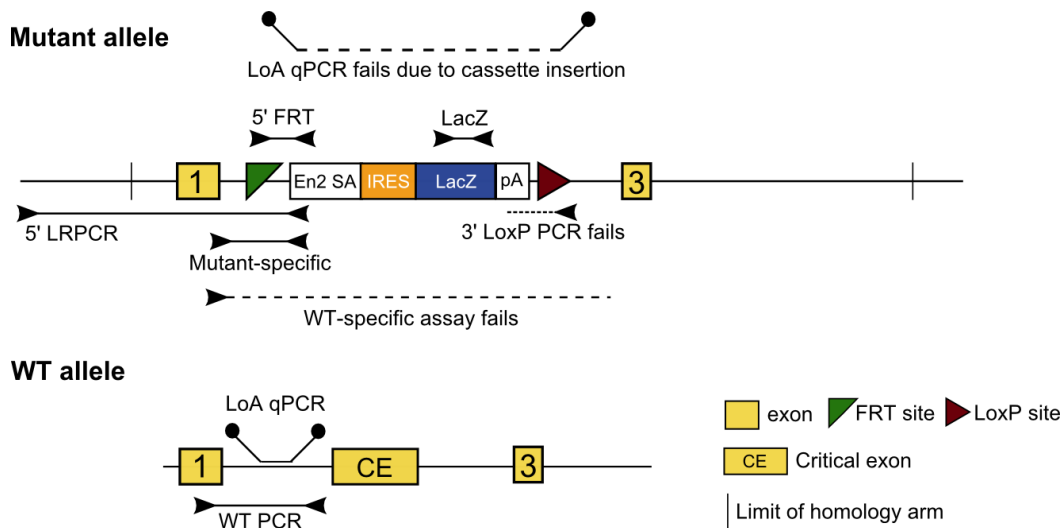 Mutant allele
LoA qPCR fails due to cassette insertion
5' FRT
LacZ
1
En2 SA
IRES
LacZ
pA
3
5' LRPCR
3' LoxP PCR fails
Mutant-specific
WT-specific assay fails
WT allele
LoA qPCR
1
CE
3
WT PCR
exon
FRT site
LoxP site
CE
Critical exon
Limit of homology arm